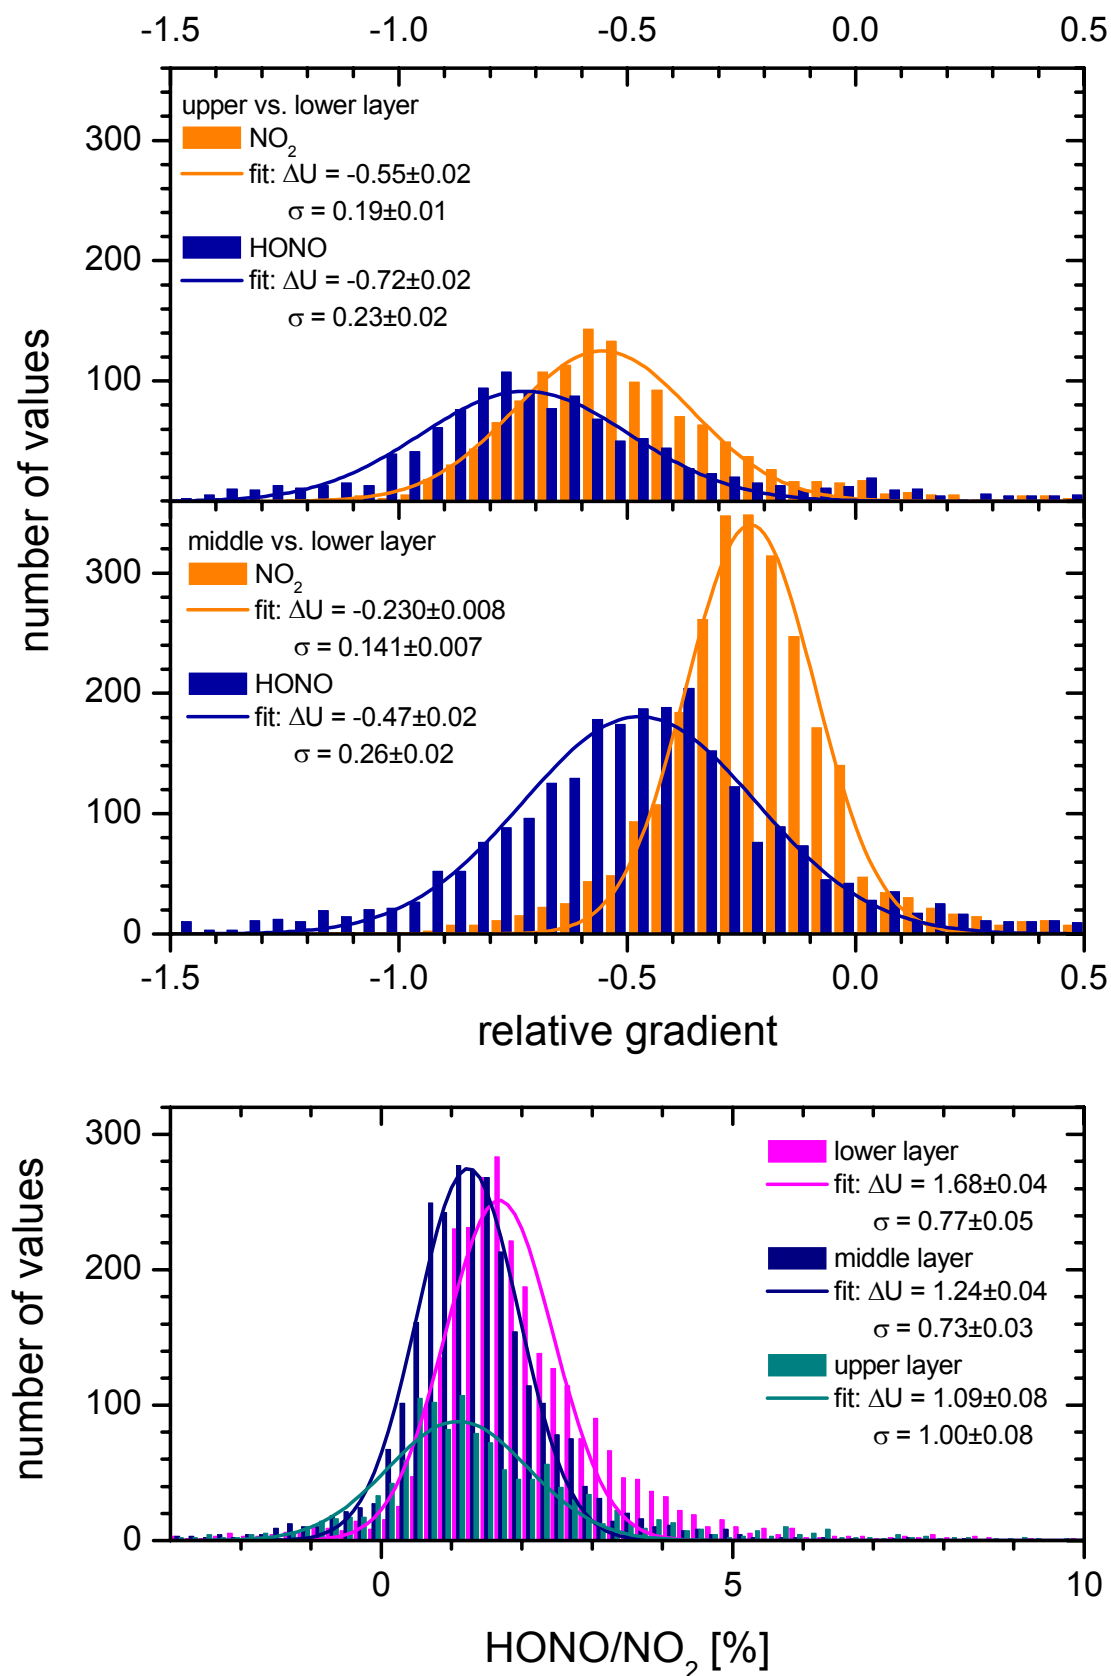 -1.5 -1.0 -0.5 0.0 0.5
upper vs. lower layer
NO2
fit: ΔU = -0.55±0.02
σ = 0.19±0.01
HONO
fit: ΔU = -0.72±0.02
σ = 0.23±0.02
300
200
100
number of values
middle vs. lower layer
NO2
fit: ΔU = -0.230±0.008
σ = 0.141±0.007
HONO
fit: ΔU = -0.47±0.02
σ = 0.26±0.02
300
200
100
0
-1.5 -1.0 -0.5 0.0 0.5
relative gradient
lower layer
fit: ΔU = 1.68±0.04
σ = 0.77±0.05
middle layer
fit: ΔU = 1.24±0.04
σ = 0.73±0.03
upper layer
fit: ΔU = 1.09±0.08
σ = 1.00±0.08
300
200
100
0
number of values
0 5 10
HONO/NO2 [%]